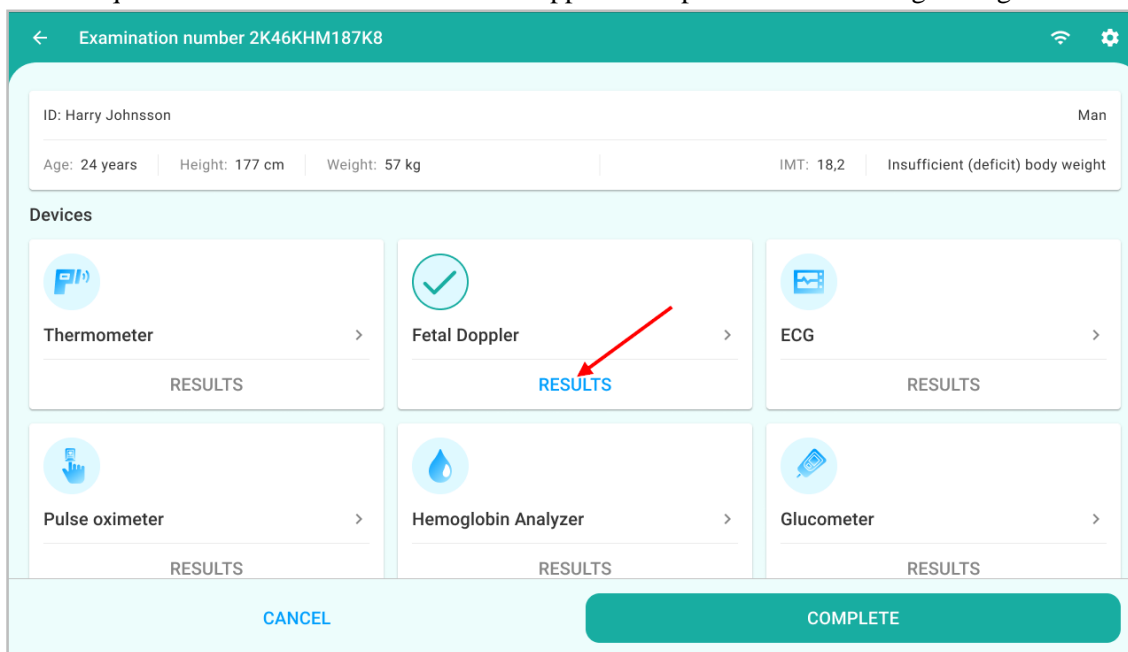 Examination number 2K46KHM187K8
ID: Harry Johnsson Man
Age: 24 years Height: 177 cm Weight: 57 kg IMT: 18,2 Insufficient (deficit) body weight
Devices
Thermometer Fetal Doppler ECG
RESULTS RESULTS RESULTS
Pulse oximeter Hemoglobin Analyzer Glucometer
RESULTS RESULTS RESULTS
CANCEL COMPLETE